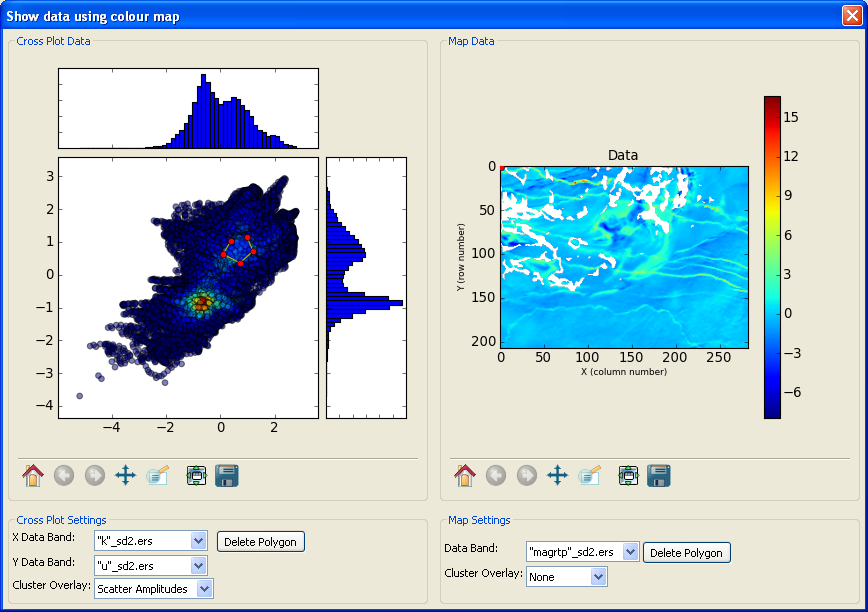 Show data using colour map
Cross Plot Data
3
2
1
0
−1
−2
−3
−4
−4 −2 0 2
Map Data
Data
0
50
100
150
200
Y (row number)
0 50 100 150 200 250
X (column number)
15
12
9
6
3
0
−3
−6
Cross Plot Settings
X Data Band: "k"_sd2.ers Delete Polygon
Y Data Band: "u"_sd2.ers
Cluster Overlay: Scatter Amplitudes
Map Settings
Data Band: "magrtp"_sd2.ers Delete Polygon
Cluster Overlay: None